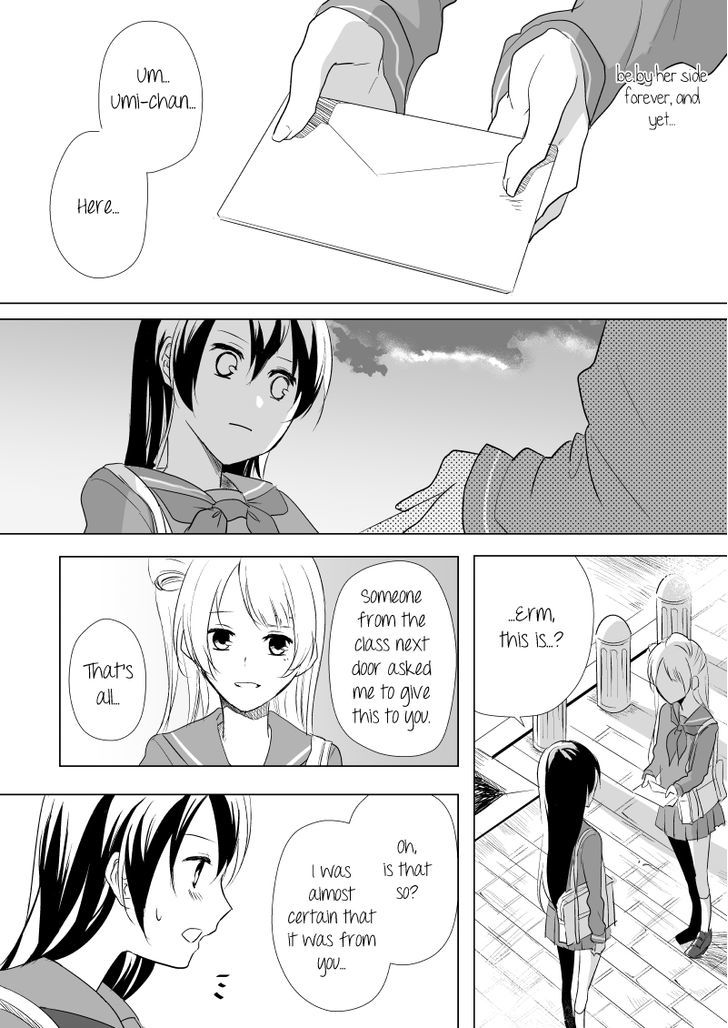 be by her side
forever, and
yet...
Um...
Umi-chan...
Here...
...Erm,
this is...?
Someone
from the
class next
door asked
me to give
this to you.
That's
all...
Oh,
is that
so?
I was
almost
certain that
it was from
you...